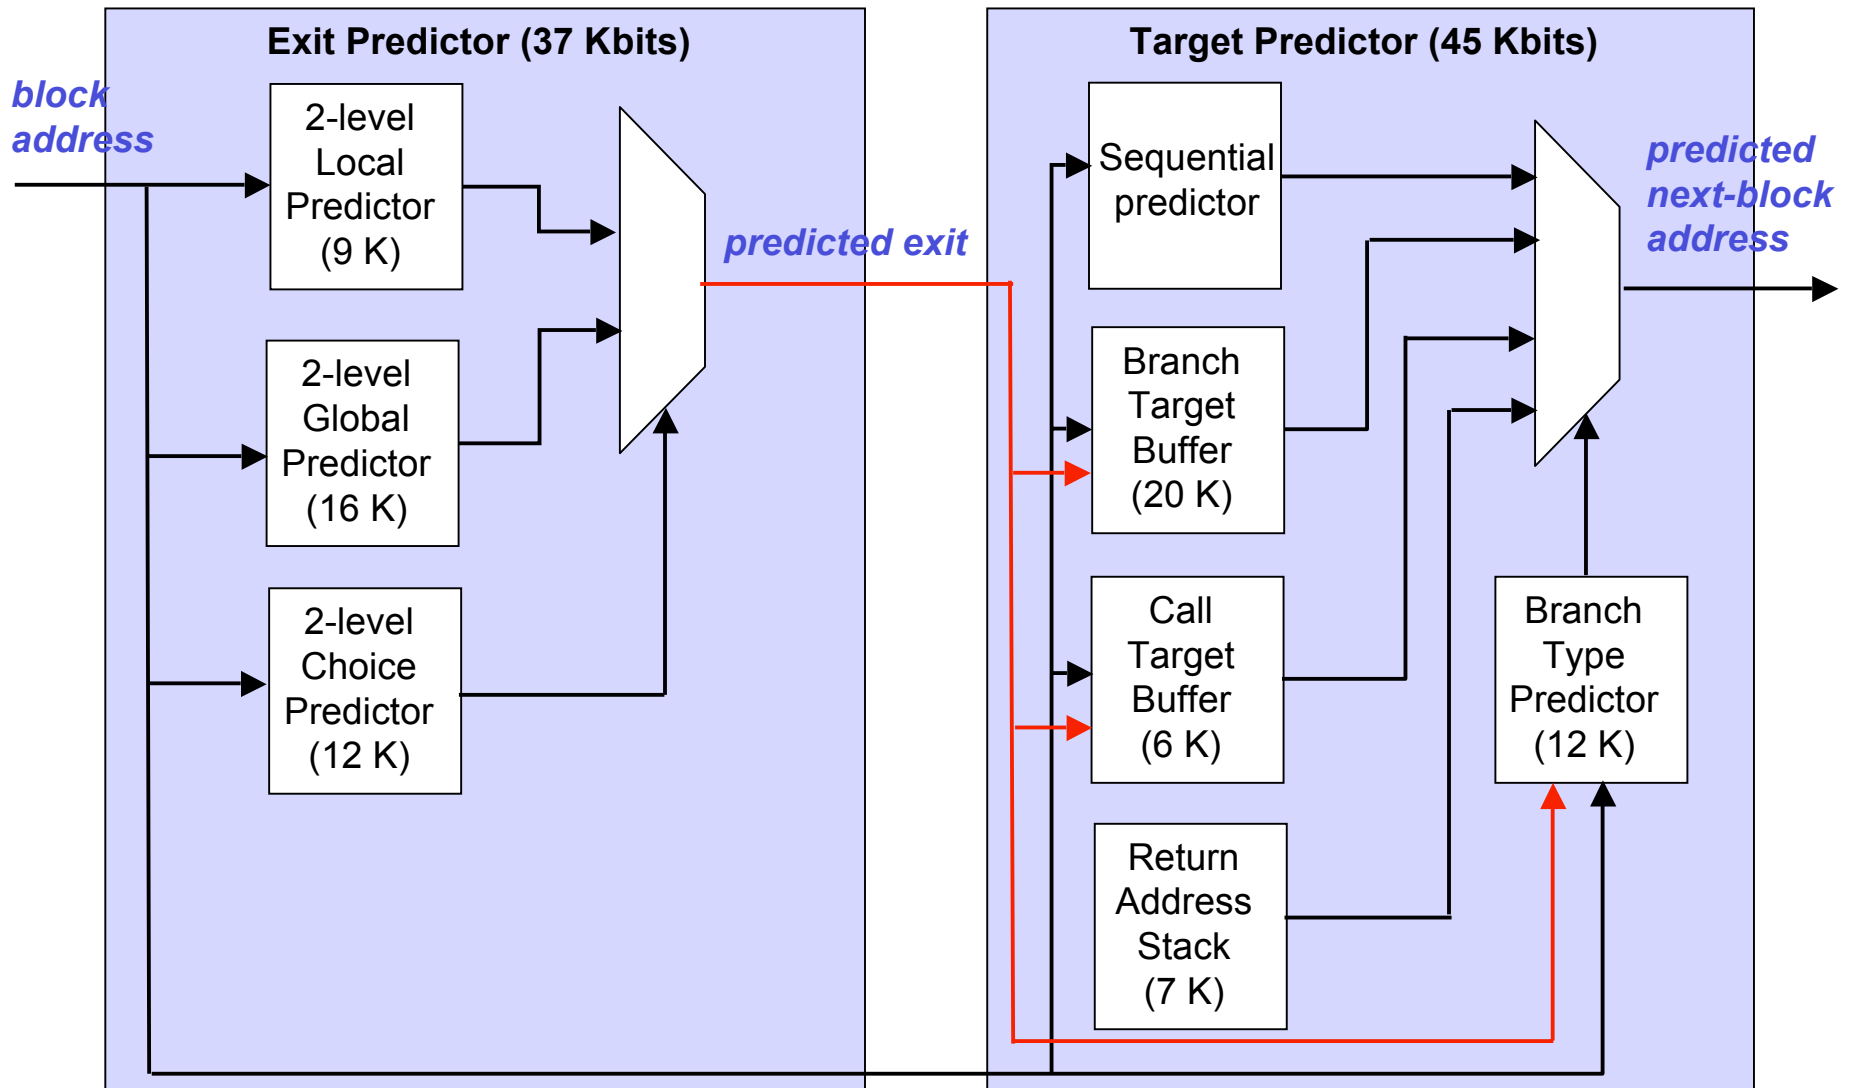 Exit Predictor (37 Kbits)
block
address
2-level
Local
Predictor
(9 K)
2-level
Global
Predictor
(16 K)
2-level
Choice
Predictor
(12 K)
predicted exit
Target Predictor (45 Kbits)
Sequential
predictor
Branch
Target
Buffer
(20 K)
Call
Target
Buffer
(6 K)
Return
Address
Stack
(7 K)
Branch
Type
Predictor
(12 K)
predicted
next-block
address